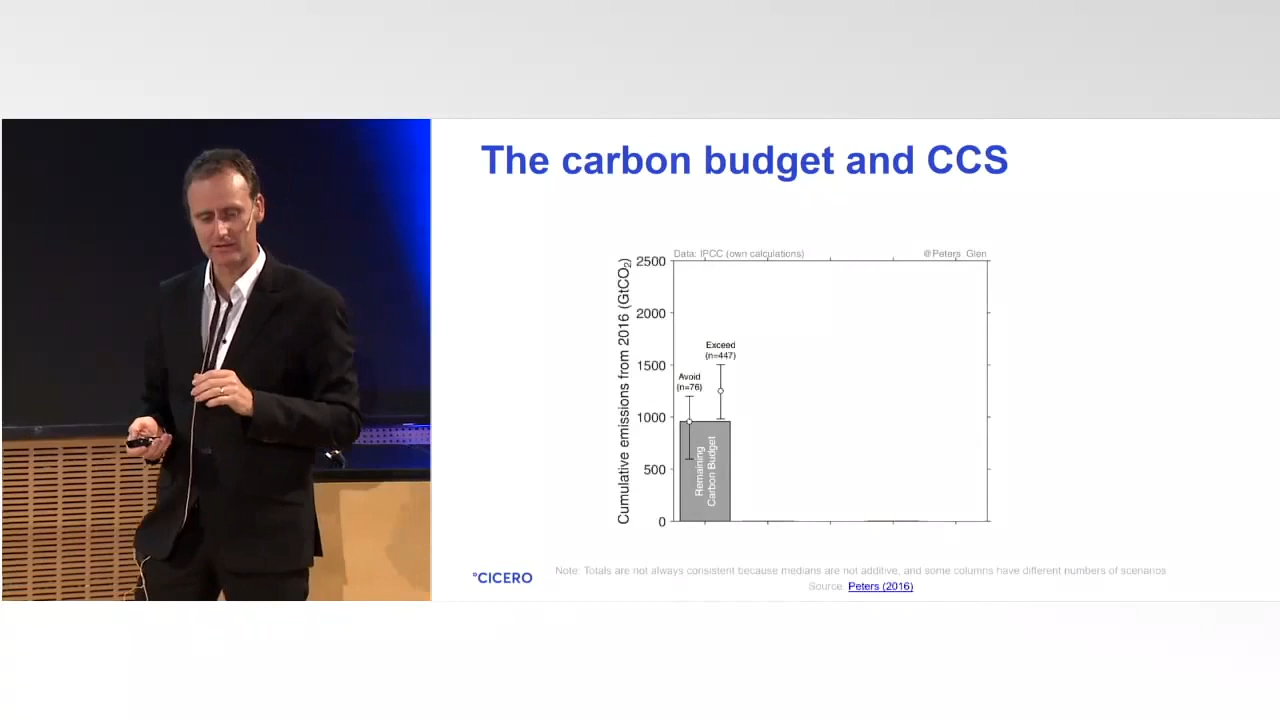 The carbon budget and CCS
Data: IPCC (own calculations)
@Peters_Glen
Cumulative emissions from 2016 (GtCO2)
2500
2000
1500
1000
500
0
Exceed
(n=447)
Avoid
(n=76)
Remaining
Carbon Budget
°CICERO
Note: Totals are not always consistent because medians are not additive, and some columns have different numbers of scenarios
Source: Peters (2016)